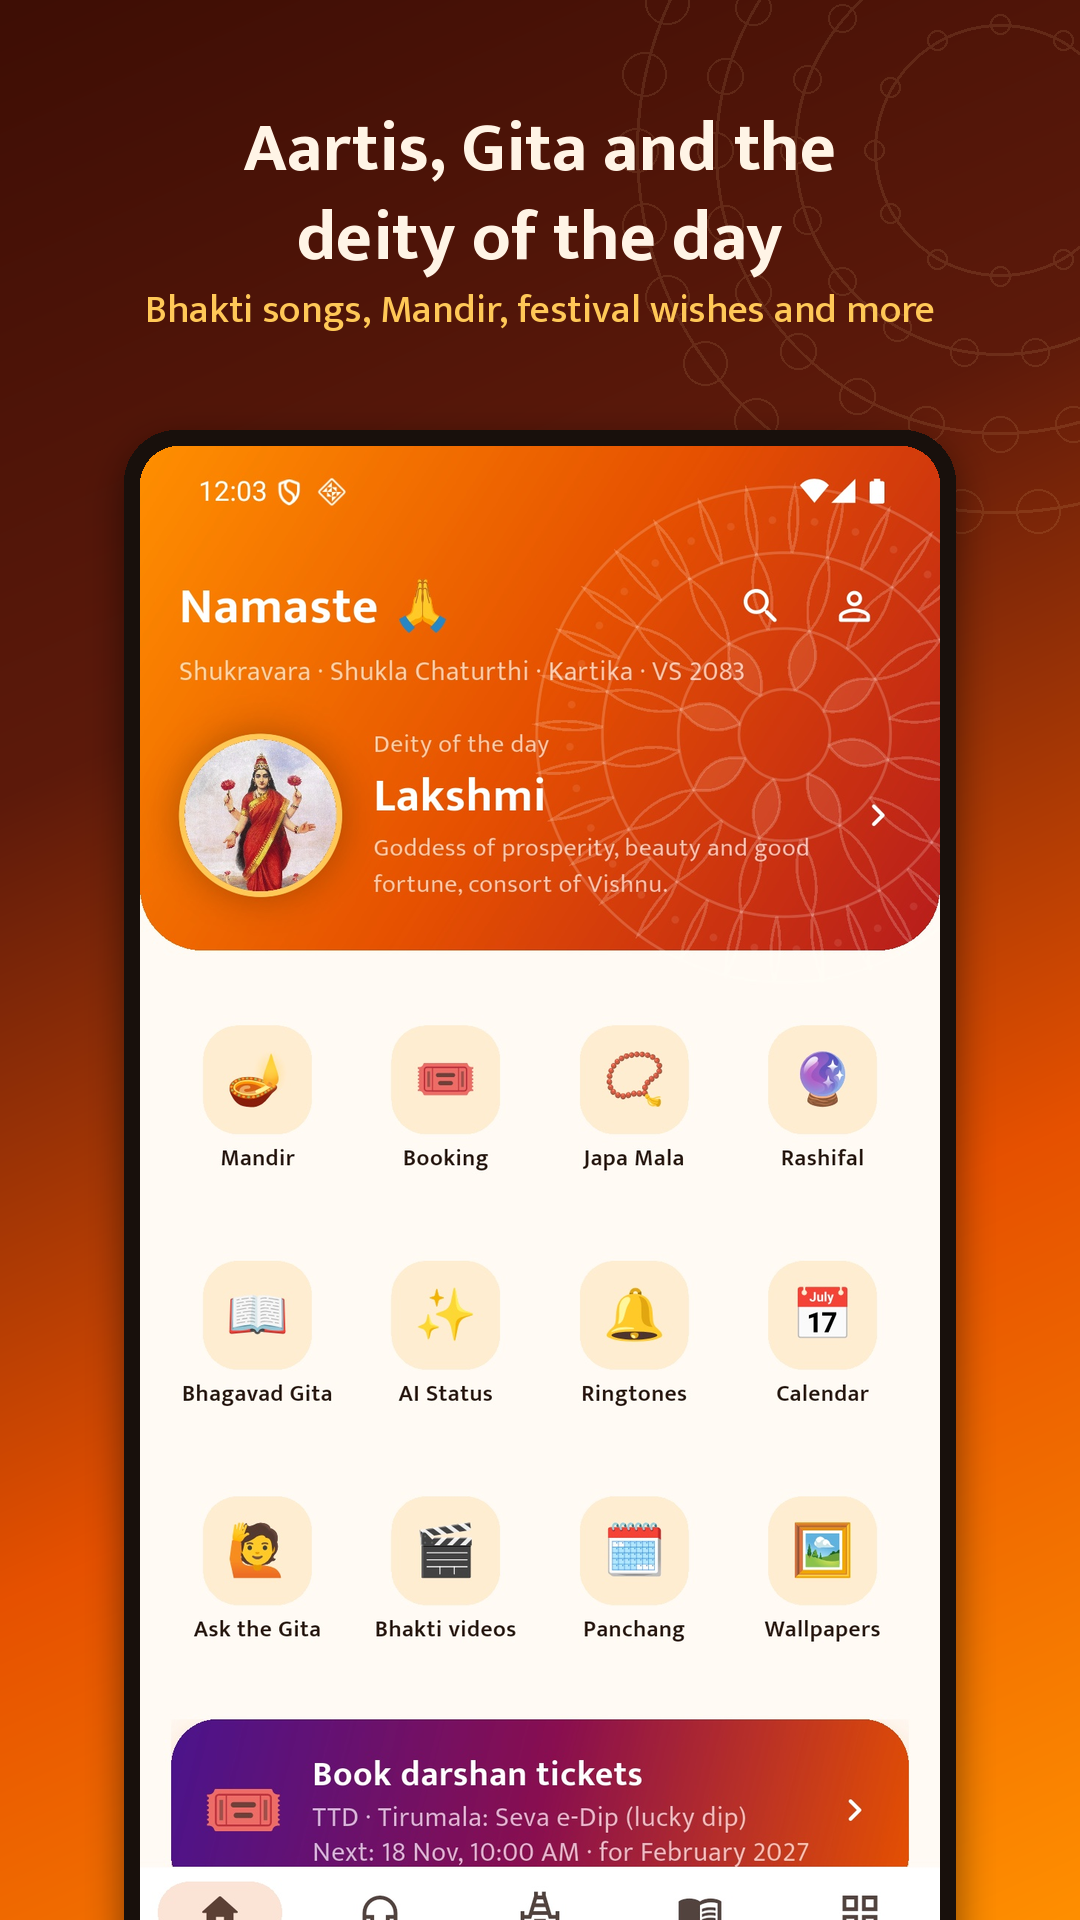 Aartis, Gita and the
deity of the day
Bhakti songs, Mandir, festival wishes and more
12:03
Namaste 🙏
Shukravara · Shukla Chaturthi · Kartika · VS 2083
Deity of the day
Lakshmi
Goddess of prosperity, beauty and good
fortune, consort of Vishnu.
Mandir Booking Japa Mala Rashifal
July
17
Bhagavad Gita AI Status Ringtones Calendar
Ask the Gita Bhakti videos Panchang Wallpapers
Book darshan tickets
TTD · Tirumala: Seva e-Dip (lucky dip)
Next: 18 Nov, 10:00 AM · for February 2027